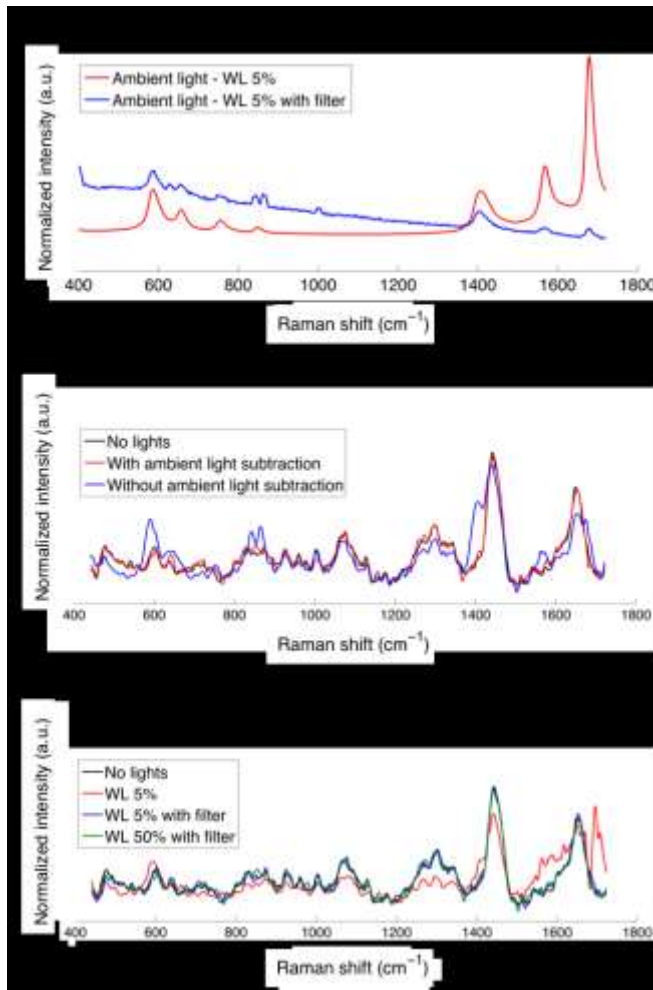 Normalized intensity (a.u.)
Ambient light - WL 5%
Ambient light - WL 5% with filter
400 600 800 1000 1200 1400 1600 1800
Raman shift (cm−1)
Normalized intensity (a.u.)
No lights
With ambient light subtraction
Without ambient light subtraction
400 600 800 1000 1200 1400 1600 1800
Raman shift (cm−1)
Normalized intensity (a.u.)
No lights
WL 5%
WL 5% with filter
WL 50% with filter
400 600 800 1000 1200 1400 1600 1800
Raman shift (cm−1)